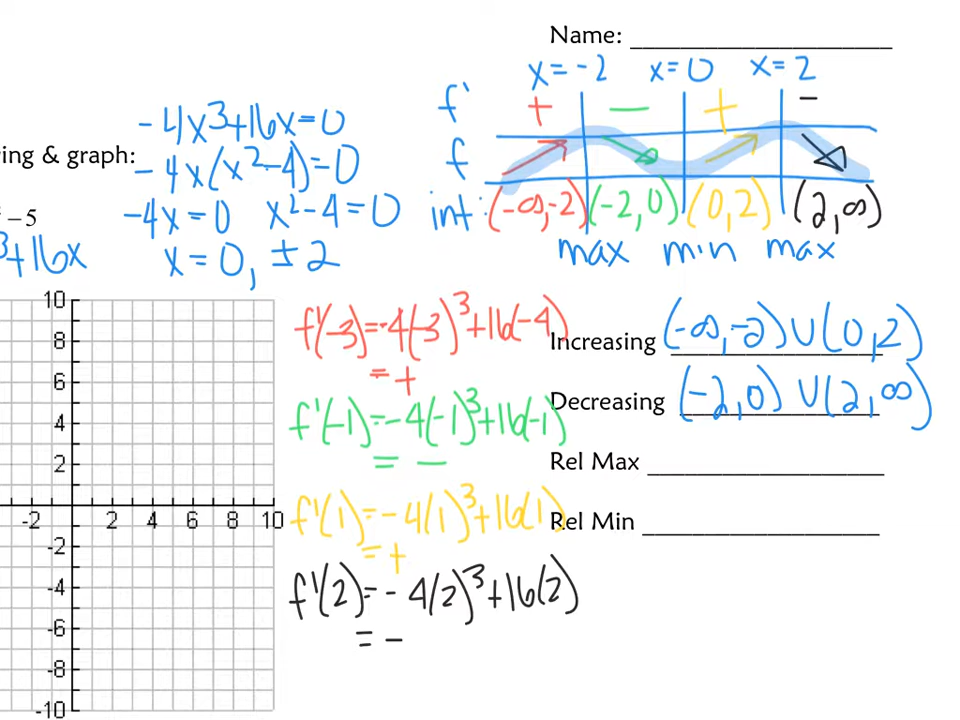 Name: ____________________
x=-2 x=0 x=2
f' + − + −
-4x³+16x=0
ing & graph:
-4x(x²-4)=0
f
-5
-4x=0 x²-4=0
int: (-∞,-2) (-2,0) (0,2) (2,∞)
³+16x
x=0, ±2
max min max
f'(-3)=-4(-3)³+16(-4)
= +
Increasing (-∞,-2)∪(0,2)
f'(-1)=-4(-1)³+16(-1)
= −
Decreasing (-2,0)∪(2,∞)
Rel Max ____________________
f'(1)=-4(1)³+16(1)
= +
Rel Min ____________________
f'(2)=-4(2)³+16(2)
= −
10
8
6
4
2
-2 2 4 6 8 10
-2
-4
-6
-8
-10